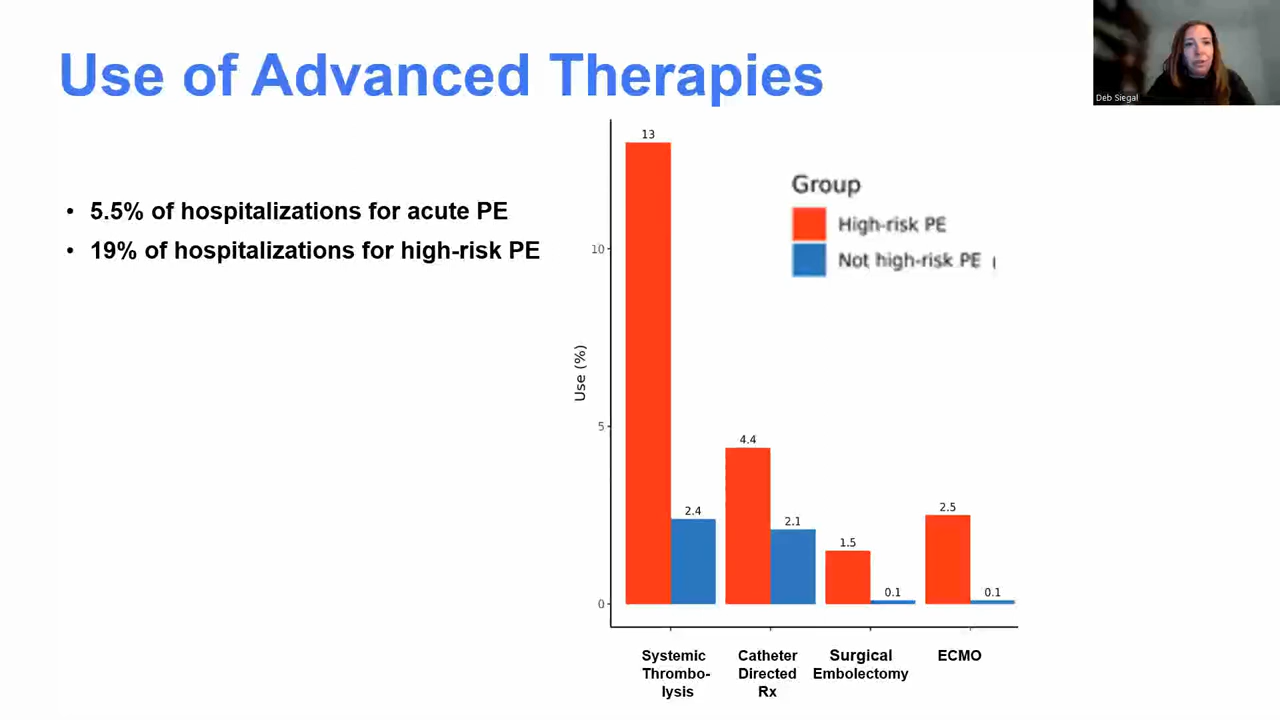 Use of Advanced Therapies
Deb Siegal
• 5.5% of hospitalizations for acute PE
• 19% of hospitalizations for high-risk PE
Group
High-risk PE
Not high-risk PE
Use (%)
10
5
0
13
2.4
4.4
2.1
1.5
0.1
2.5
0.1
Systemic
Thrombo-
lysis
Catheter
Directed
Rx
Surgical
Embolectomy
ECMO